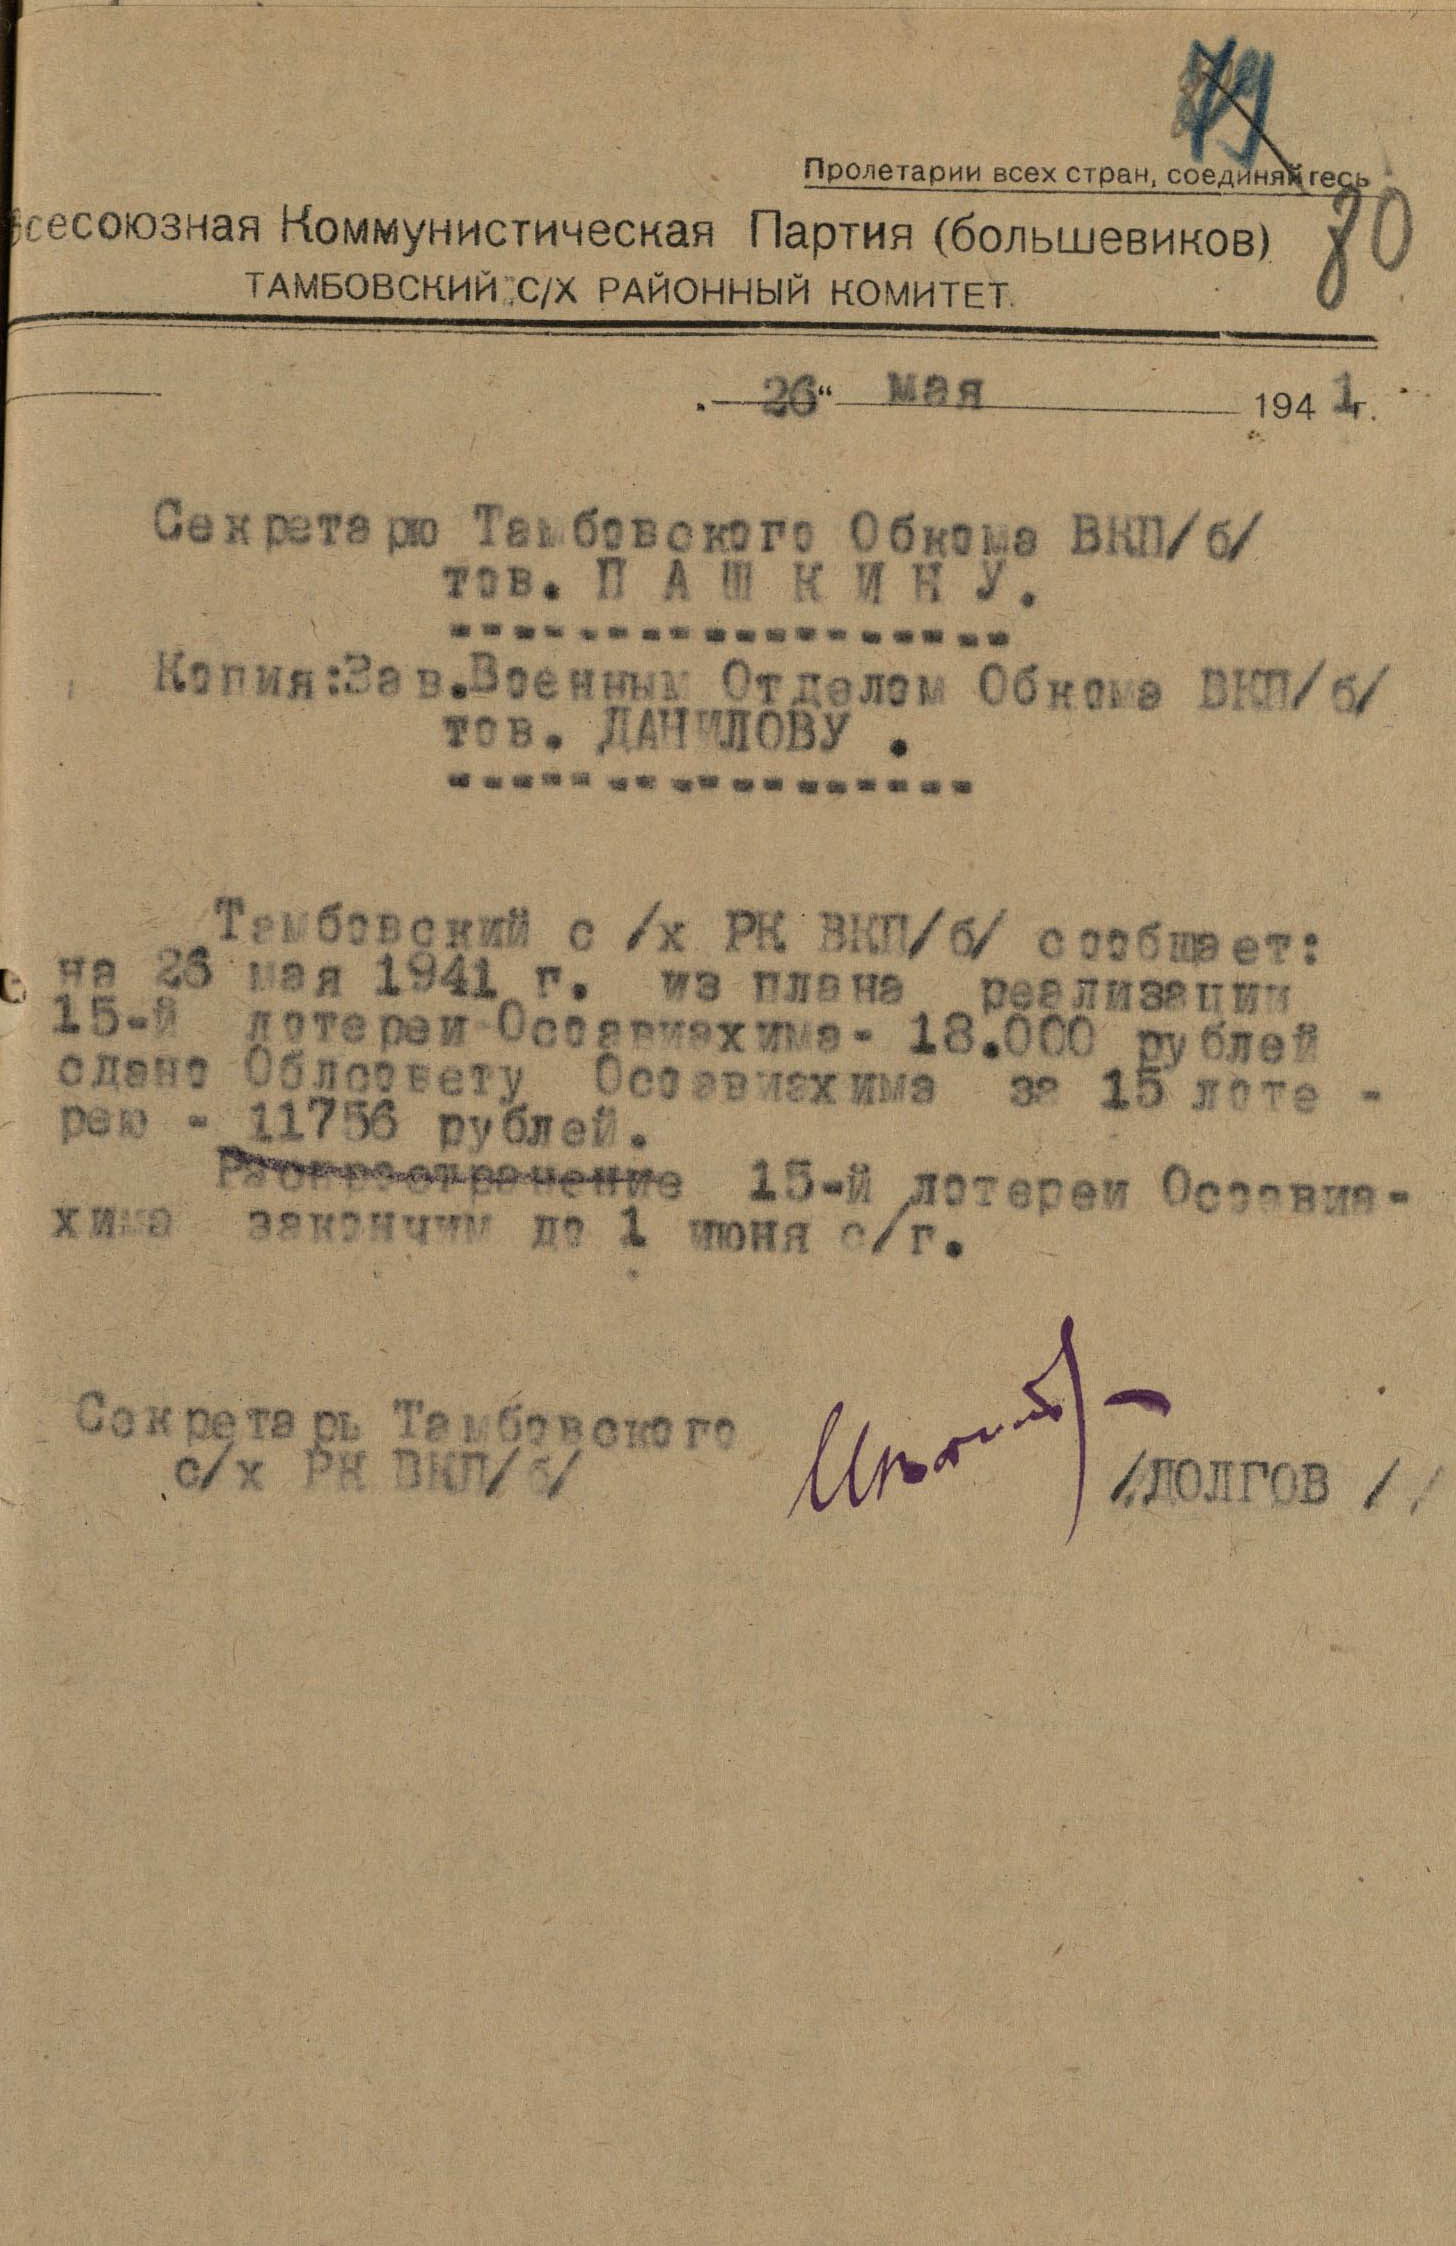 79
Пролетарии всех стран, соединяйтесь
80
Всесоюзная Коммунистическая Партия (большевиков)
ТАМБОВСКИЙ С/Х РАЙОННЫЙ КОМИТЕТ.
„26“ мая 1941г.
Секретарю Тамбовского Обкома ВКП/б/
тов. П А Ш К И Н У.
------------------
Копия:Зав.Военным Отделом Обкома ВКП/б/
тов. ДАНИЛОВУ .
-----------------
Тамбовский с /х РК ВКП/б/ сообщает:
на 26 мая 1941 г. из плана реализации
15-й лотереи Осоавиахима- 18.000 рублей
сдано Облсовету Осоавиахима за 15 лоте -
рею - 11756 рублей.
Распространение 15-й лотереи Осоавиа-
хима закончим до 1 июня с/г.
Секретарь Тамбовского
с/х РК ВКП/б/ /ДОЛГОВ /